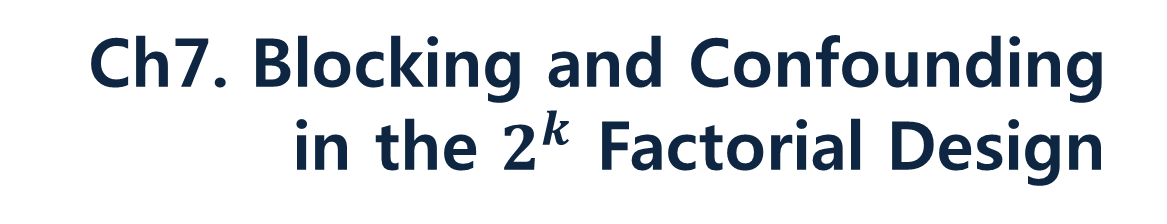 Ch7. Blocking and Confounding
in the 2^k Factorial Design